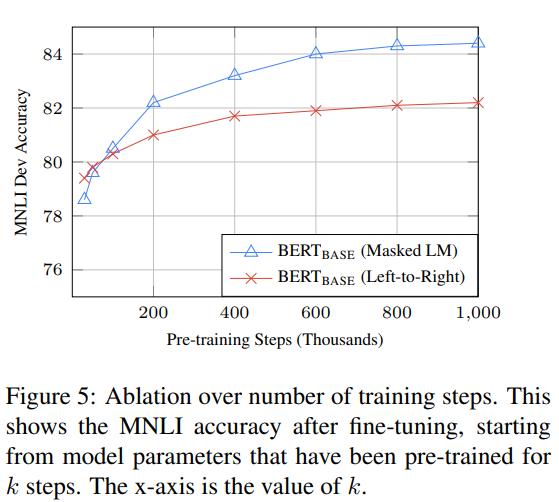 84
82
80
78
76
MNLI Dev Accuracy
BERTBASE (Masked LM)
BERTBASE (Left-to-Right)
200 400 600 800 1,000
Pre-training Steps (Thousands)
Figure 5: Ablation over number of training steps. This
shows the MNLI accuracy after fine-tuning, starting
from model parameters that have been pre-trained for
k steps. The x-axis is the value of k.